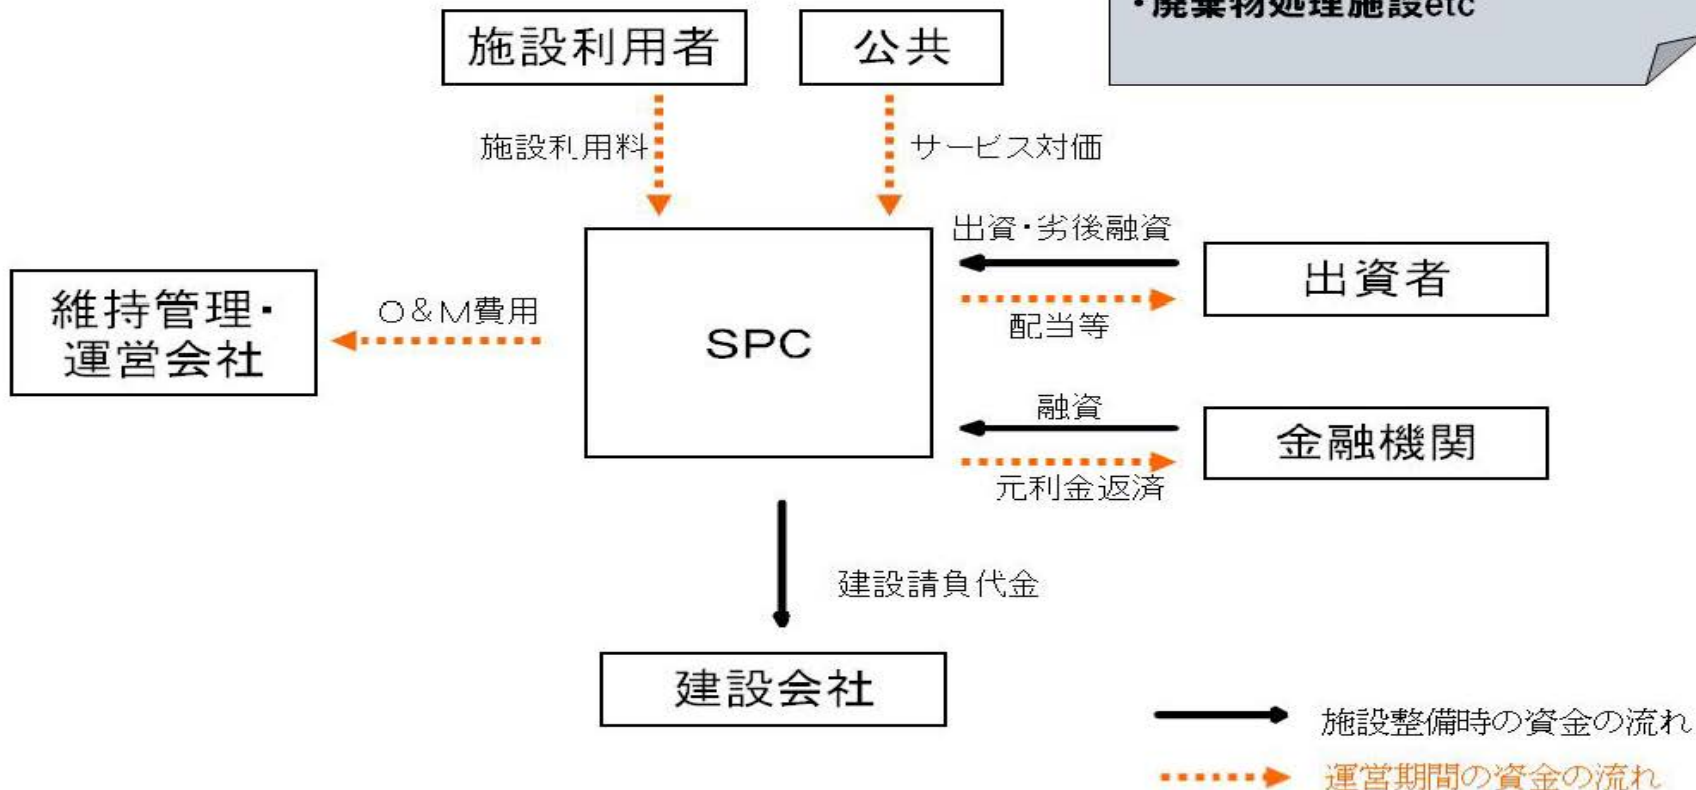 ・廃棄物処理施設etc
施設利用者
公共
施設利用料
サービス対価
出資・劣後融資
出資者
配当等
維持管理・
運営会社
O&M費用
SPC
融資
金融機関
元利金返済
建設請負代金
建設会社
施設整備時の資金の流れ
運営期間の資金の流れ